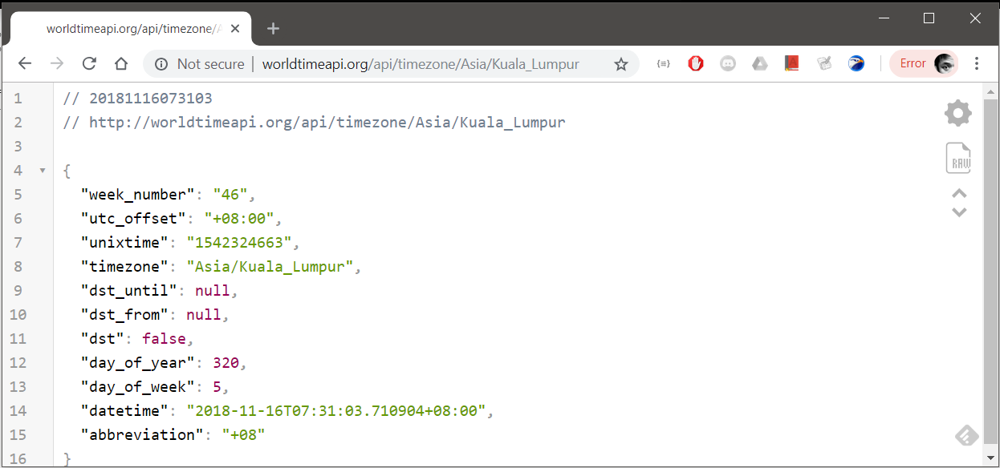 worldtimeapi.org/api/timezone/A
Not secure | worldtimeapi.org/api/timezone/Asia/Kuala_Lumpur
Error
1 // 20181116073103
2 // http://worldtimeapi.org/api/timezone/Asia/Kuala_Lumpur
3
4 {
5 "week_number": "46",
6 "utc_offset": "+08:00",
7 "unixtime": "1542324663",
8 "timezone": "Asia/Kuala_Lumpur",
9 "dst_until": null,
10 "dst_from": null,
11 "dst": false,
12 "day_of_year": 320,
13 "day_of_week": 5,
14 "datetime": "2018-11-16T07:31:03.710904+08:00",
15 "abbreviation": "+08"
16 }
RAW